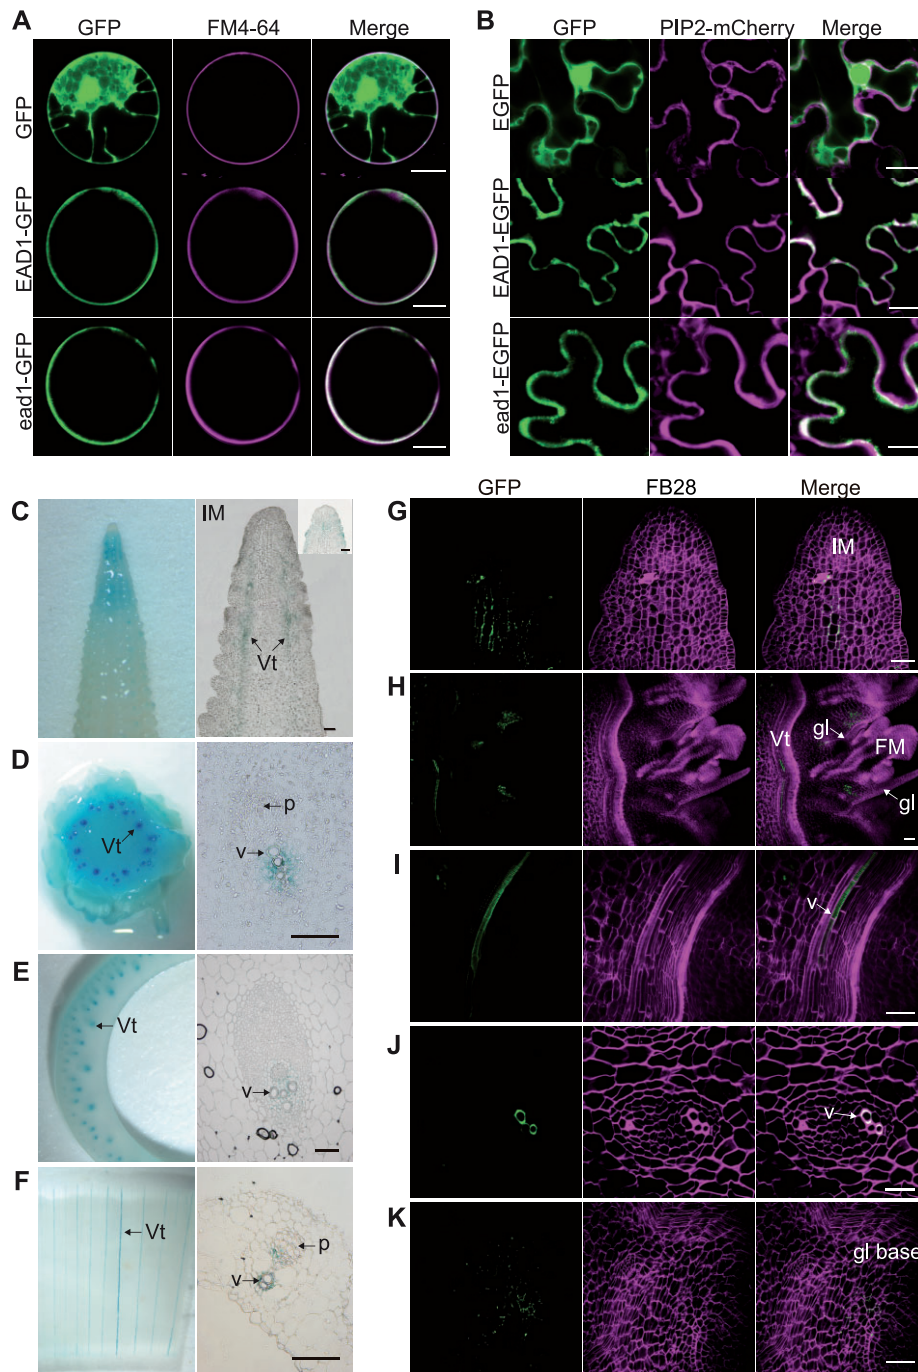 A
GFP FM4-64 Merge
GFP
EAD1-GFP
ead1-GFP
B
GFP PIP2-mCherry Merge
EGFP
EAD1-EGFP
ead1-EGFP
C
IM
Vt
D
Vt
p
v
E
Vt
v
F
Vt
p
v
GFP FB28 Merge
G
IM
H
Vt
gl
FM
gl
I
v
J
v
K
gl base